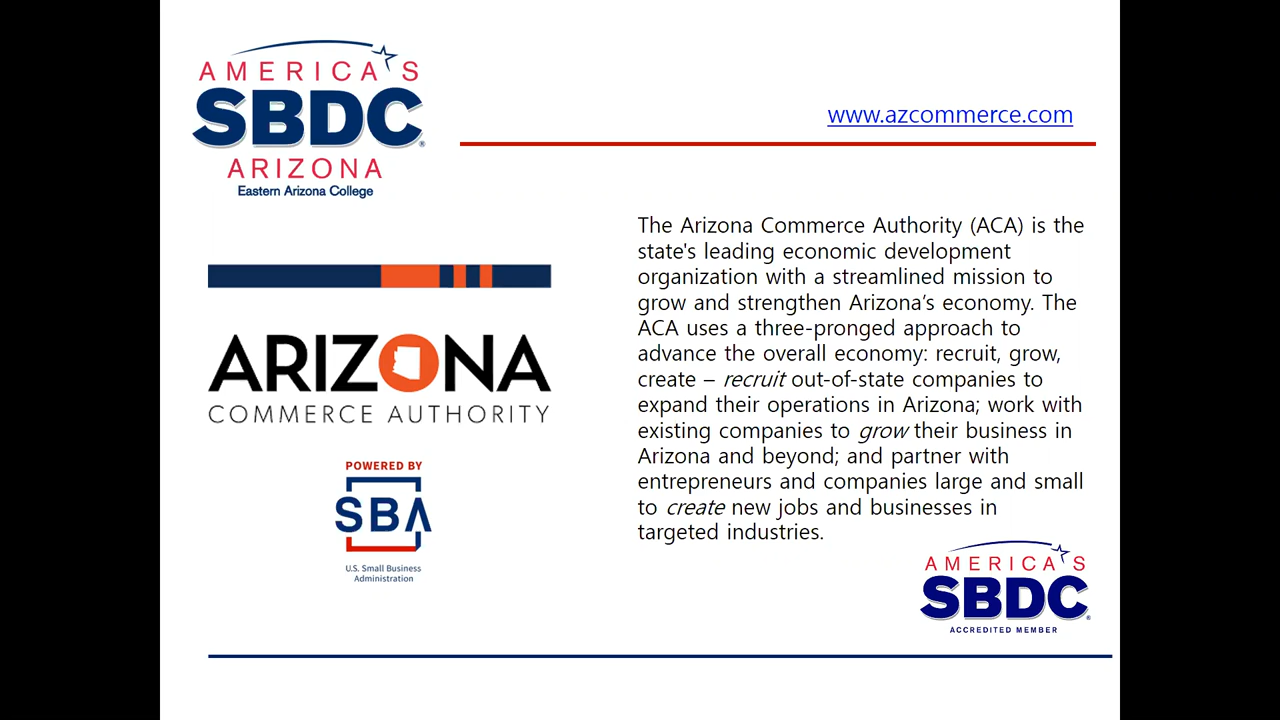 AMERICA'S
SBDC®
ARIZONA
Eastern Arizona College
www.azcommerce.com
ARIZONA
COMMERCE AUTHORITY
POWERED BY
SBA
U.S. Small Business
Administration
The Arizona Commerce Authority (ACA) is the
state's leading economic development
organization with a streamlined mission to
grow and strengthen Arizona’s economy. The
ACA uses a three-pronged approach to
advance the overall economy: recruit, grow,
create – recruit out-of-state companies to
expand their operations in Arizona; work with
existing companies to grow their business in
Arizona and beyond; and partner with
entrepreneurs and companies large and small
to create new jobs and businesses in
targeted industries.
AMERICA'S
SBDC®
ACCREDITED MEMBER